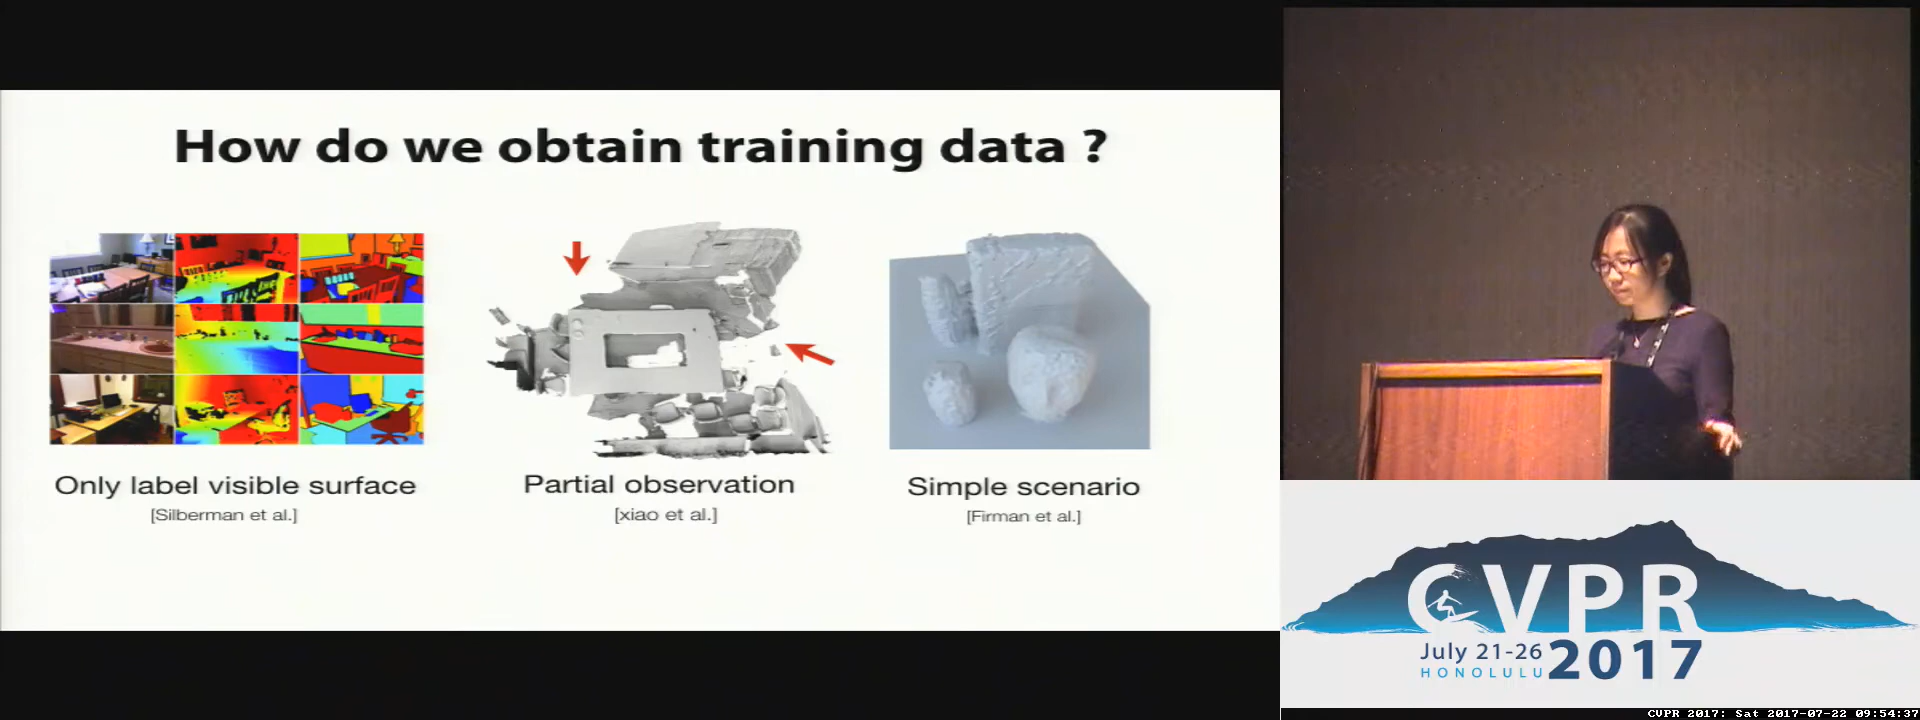 How do we obtain training data ?
Only label visible surface
[Silberman et al.]
Partial observation
[xiao et al.]
Simple scenario
[Firman et al.]
CVPR
July 21-26
HONOLULU
2017
CVPR 2017: Sat 2017-07-22 09:54:37